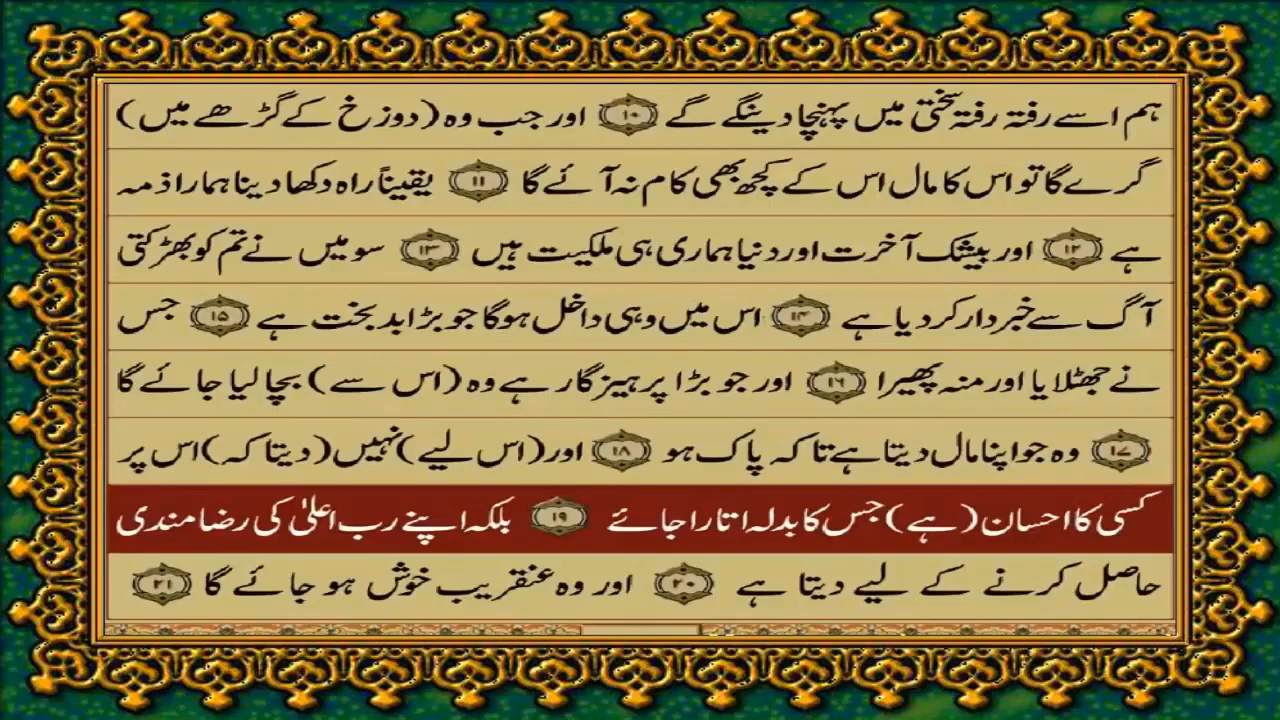 ہم اسے رفتہ رفتہ سختی میں پہنچا دینگے گے ۱۰ اور جب وہ (دوزخ کے گڑھے میں)
گرے گا تو اس کا مال اس کے کچھ بھی کام نہ آئے گا ۱۱ یقیناً راہ دکھا دینا ہمارا ذمہ
ہے ۱۲ اور بیشک آخرت اور دنیا ہماری ہی ملکیت ہیں ۱۳ سو میں نے تم کو بھڑکتی
آگ سے خبردار کر دیا ہے ۱۴ اس میں وہی داخل ہوگا جو بڑا بدبخت ہے ۱۵ جس
نے جھٹلایا اور منہ پھیرا ۱۶ اور جو بڑا پرہیزگار ہے وہ (اس سے) بچا لیا جائے گا
۱۷ وہ جو اپنا مال دیتا ہے تاکہ پاک ہو ۱۸ اور (اس لیے) نہیں (دیتا کہ) اس پر
کسی کا احسان (ہے) جس کا بدلہ اتارا جائے ۱۹ بلکہ اپنے رب اعلیٰ کی رضامندی
حاصل کرنے کے لیے دیتا ہے ۲۰ اور وہ عنقریب خوش ہو جائے گا ۲۱